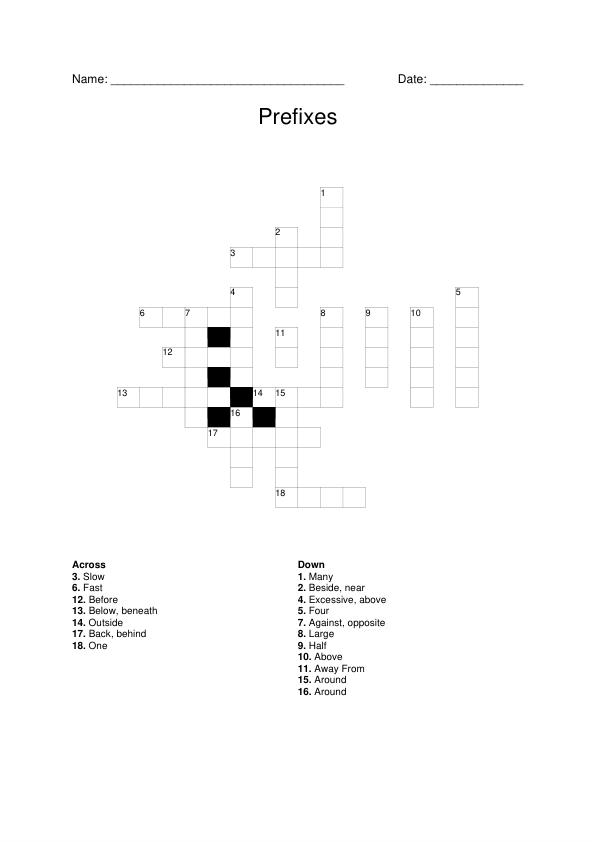 Name: ___________________________________ Date: ______________
Prefixes
1
2
3
4 5
6 7 8 9 10
11
12
13 14 15
16
17
18
Across
3. Slow
6. Fast
12. Before
13. Below, beneath
14. Outside
17. Back, behind
18. One
Down
1. Many
2. Beside, near
4. Excessive, above
5. Four
7. Against, opposite
8. Large
9. Half
10. Above
11. Away From
15. Around
16. Around